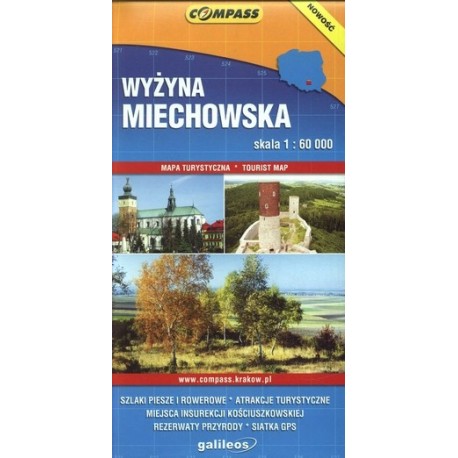 COMPASS
NOWOŚĆ
WYŻYNA
MIECHOWSKA
skala 1 : 60 000
MAPA TURYSTYCZNA * TOURIST MAP
www.compass.krakow.pl
SZLAKI PIESZE I ROWEROWE * ATRAKCJE TURYSTYCZNE
MIEJSCA INSUREKCJI KOŚCIUSZKOWSKIEJ
REZERWATY PRZYRODY * SIATKA GPS
galileos